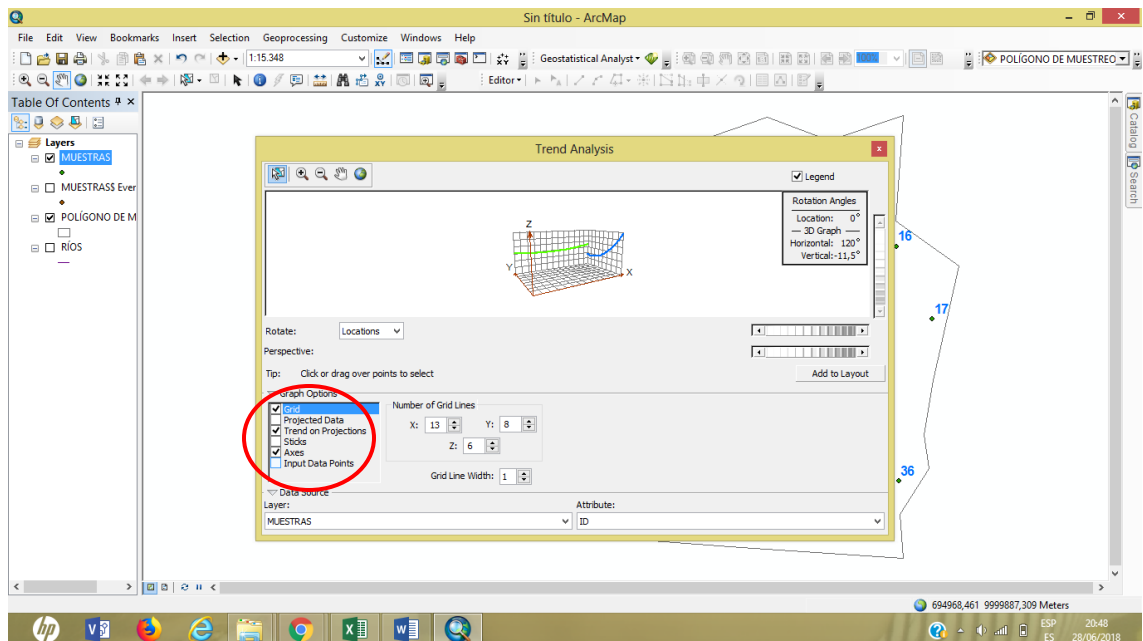 Sin título - ArcMap
File Edit View Bookmarks Insert Selection Geoprocessing Customize Windows Help
1:15.348 Geostatistical Analyst 100% POLÍGONO DE MUESTREO
Editor
Table Of Contents
Layers
MUESTRAS
MUESTRAS$ Ever
POLÍGONO DE M
RÍOS
Catalog
Search
16
17
36
Trend Analysis
Legend
Rotation Angles
Location: 0°
3D Graph
Horizontal: 120°
Vertical:-11,5°
Z
Y
X
Rotate: Locations
Perspective:
Tip: Click or drag over points to select
Add to Layout
Graph Options
Grid
Projected Data
Trend on Projections
Sticks
Axes
Input Data Points
Number of Grid Lines
X: 13 Y: 8
Z: 6
Grid Line Width: 1
Data Source
Layer: Attribute:
MUESTRAS ID
694968,461 9999887,309 Meters
ESP 20:48
ES 28/06/2018